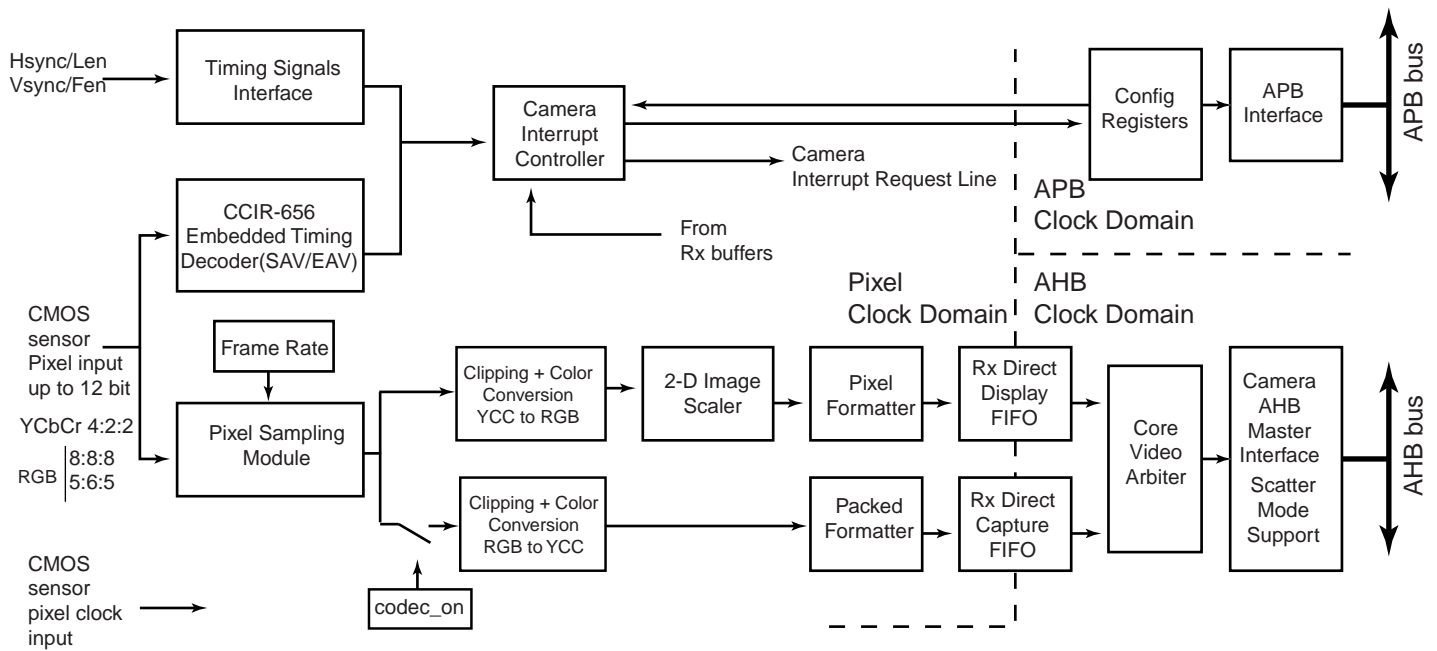 Hsync/Len
Vsync/Fen
Timing Signals
Interface
Camera
Interrupt
Controller
Config
Registers
APB
Interface
APB bus
Camera
Interrupt Request Line
APB
Clock Domain
CCIR-656
Embedded Timing
Decoder(SAV/EAV)
From
Rx buffers
Pixel
Clock Domain
AHB
Clock Domain
CMOS
sensor
Pixel input
up to 12 bit
YCbCr 4:2:2
RGB
8:8:8
5:6:5
Frame Rate
Pixel Sampling
Module
Clipping + Color
Conversion
YCC to RGB
2-D Image
Scaler
Pixel
Formatter
Rx Direct
Display
FIFO
Core
Video
Arbiter
Camera
AHB
Master
Interface
Scatter
Mode
Support
AHB bus
Clipping + Color
Conversion
RGB to YCC
Packed
Formatter
Rx Direct
Capture
FIFO
CMOS
sensor
pixel clock
input
codec_on